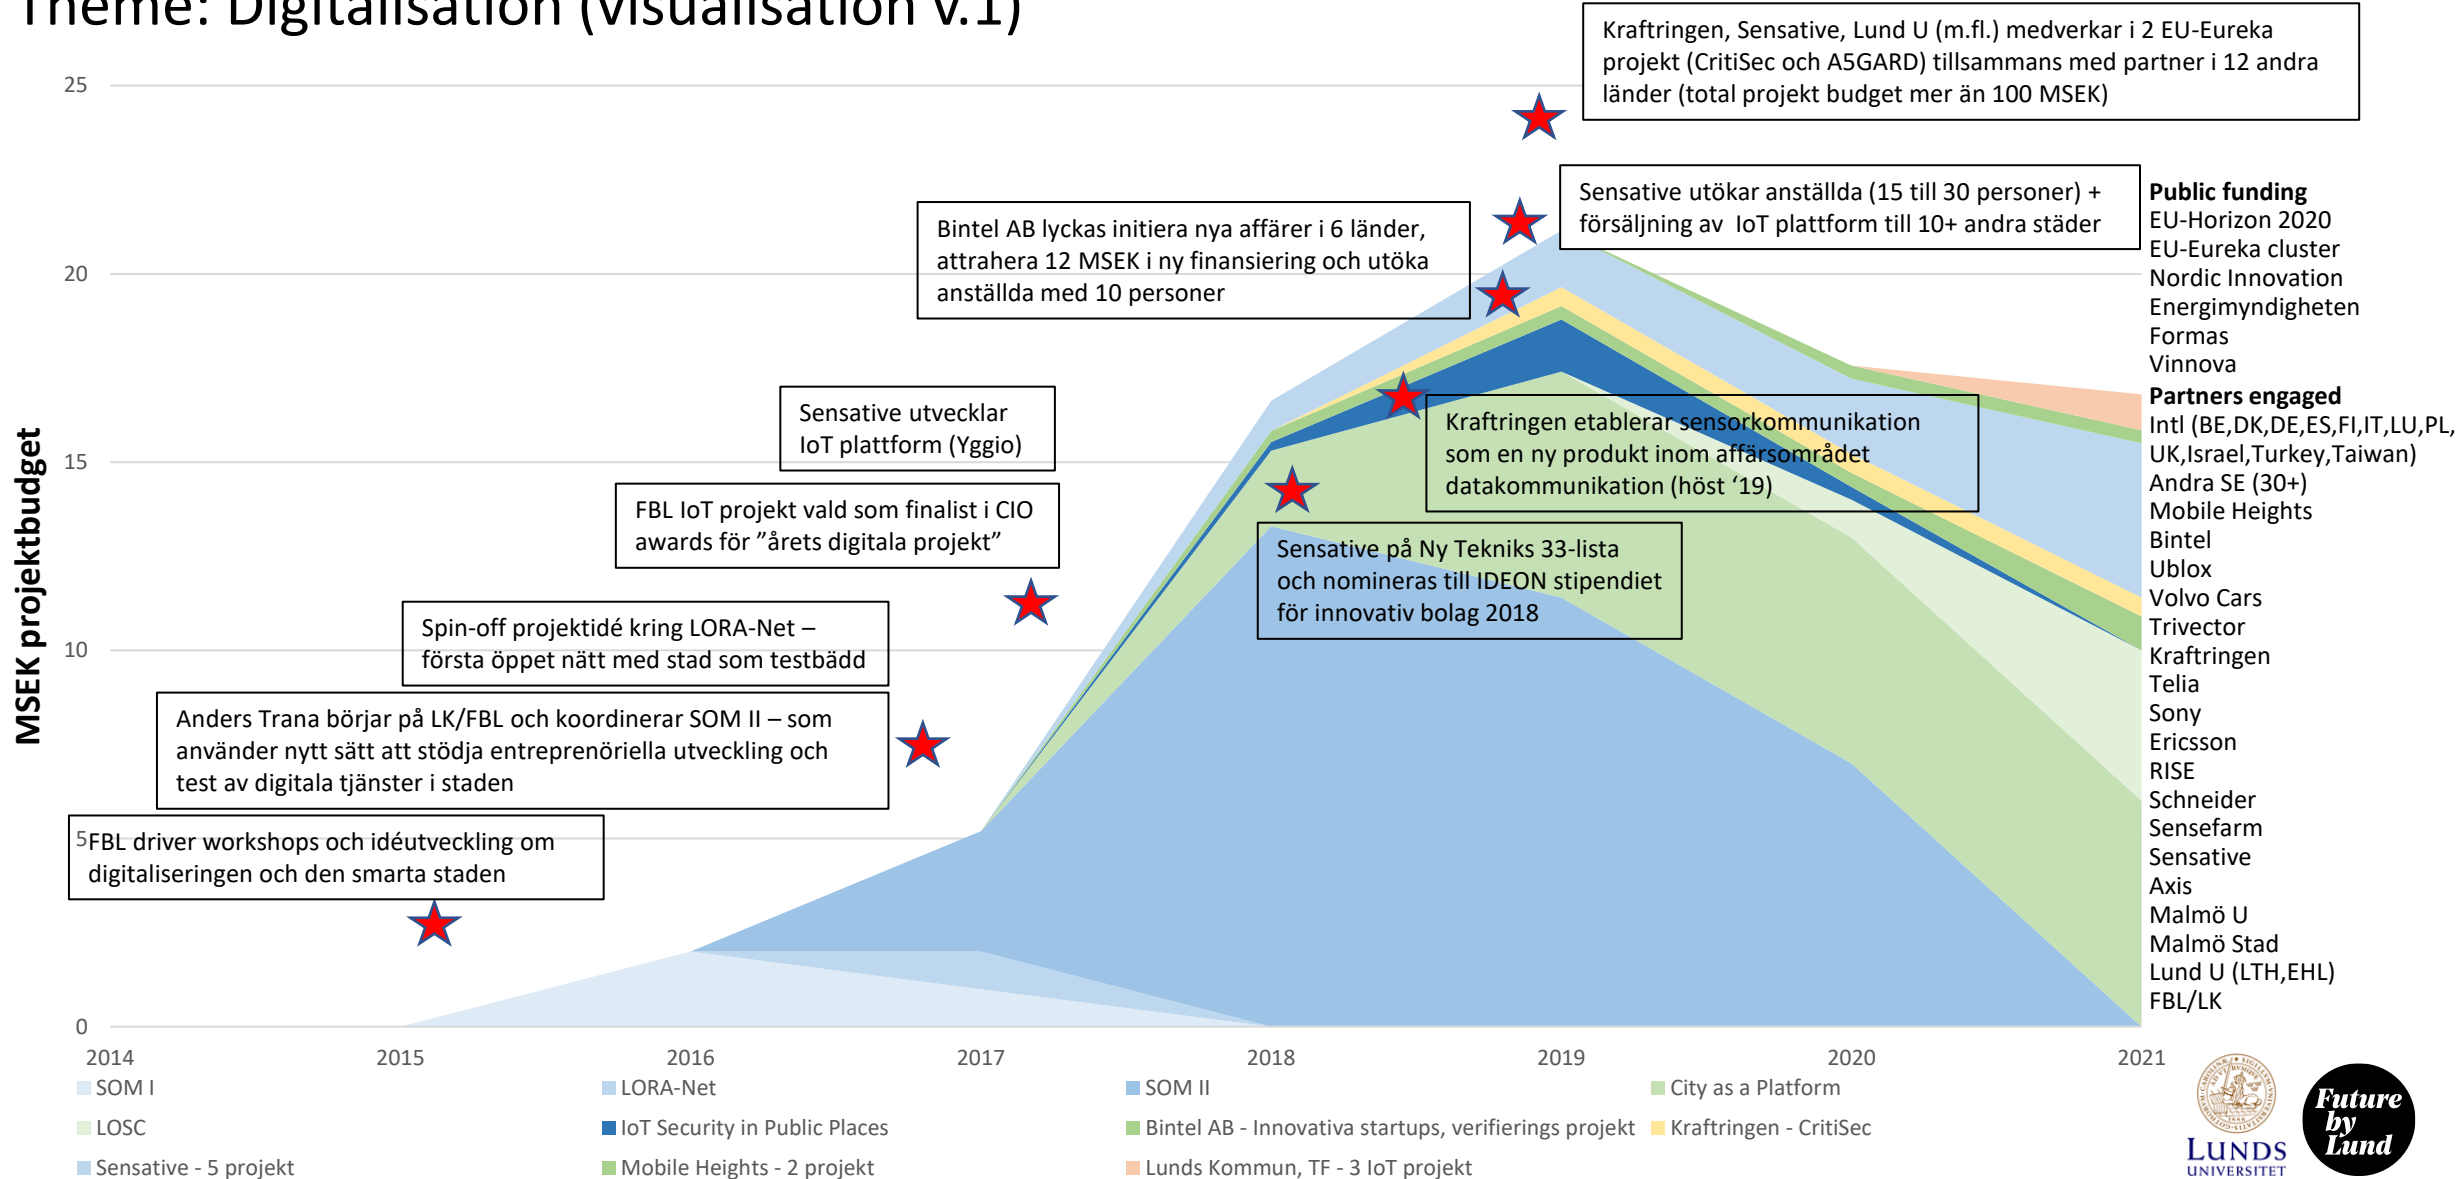 Theme: Digitalisation (visualisation v.1)
Kraftringen, Sensative, Lund U (m.fl.) medverkar i 2 EU-Eureka
projekt (CritiSec och A5GARD) tillsammans med partner i 12 andra
länder (total projekt budget mer än 100 MSEK)
Sensative utökar anställda (15 till 30 personer) +
försäljning av IoT plattform till 10+ andra städer
Bintel AB lyckas initiera nya affärer i 6 länder,
attrahera 12 MSEK i ny finansiering och utöka
anställda med 10 personer
Sensative utvecklar
IoT plattform (Yggio)
Kraftringen etablerar sensorkommunikation
som en ny produkt inom affärsområdet
datakommunikation (höst ‘19)
FBL IoT projekt vald som finalist i CIO
awards för ”årets digitala projekt”
Sensative på Ny Tekniks 33-lista
och nomineras till IDEON stipendiet
för innovativ bolag 2018
Spin-off projektidé kring LORA-Net –
första öppet nätt med stad som testbädd
Anders Trana börjar på LK/FBL och koordinerar SOM II – som
använder nytt sätt att stödja entreprenöriella utveckling och
test av digitala tjänster i staden
FBL driver workshops och idéutveckling om
digitaliseringen och den smarta staden
MSEK projektbudget
25
20
15
10
5
0
2014
2015
2016
2017
2018
2019
2020
2021
Public funding
EU-Horizon 2020
EU-Eureka cluster
Nordic Innovation
Energimyndigheten
Formas
Vinnova
Partners engaged
Intl (BE,DK,DE,ES,FI,IT,LU,PL,
UK,Israel,Turkey,Taiwan)
Andra SE (30+)
Mobile Heights
Bintel
Ublox
Volvo Cars
Trivector
Kraftringen
Telia
Sony
Ericsson
RISE
Schneider
Sensefarm
Sensative
Axis
Malmö U
Malmö Stad
Lund U (LTH,EHL)
FBL/LK
SOM I
LORA-Net
SOM II
City as a Platform
LOSC
IoT Security in Public Places
Bintel AB - Innovativa startups, verifierings projekt
Kraftringen - CritiSec
Sensative - 5 projekt
Mobile Heights - 2 projekt
Lunds Kommun, TF - 3 IoT projekt
LUNDS
UNIVERSITET
Future
by
Lund